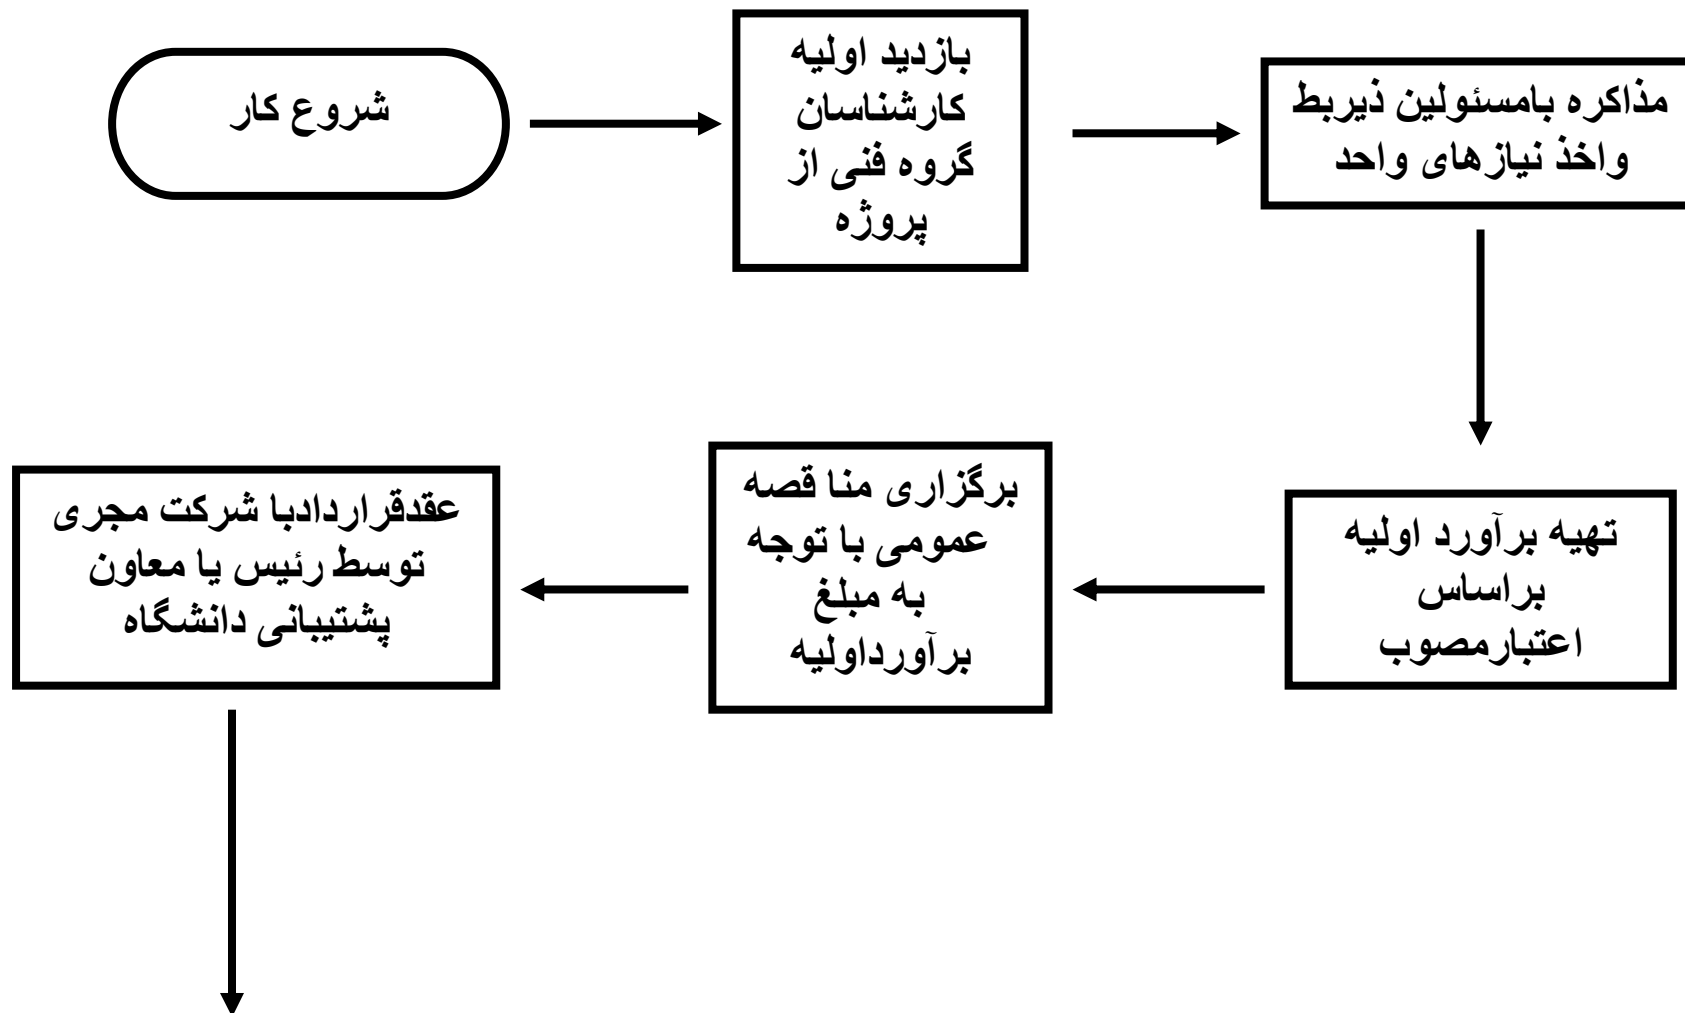 شروع کار
بازدید اولیه
کارشناسان
گروه فنی از
پروژه
مذاکره بامسئولین ذیربط
واخذ نیازهای واحد
تهیه برآورد اولیه
براساس
اعتبارمصوب
برگزاری منا قصه
عمومی با توجه
به مبلغ
برآورداولیه
عقدقراردادبا شرکت مجری
توسط رئیس یا معاون
پشتیبانی دانشگاه